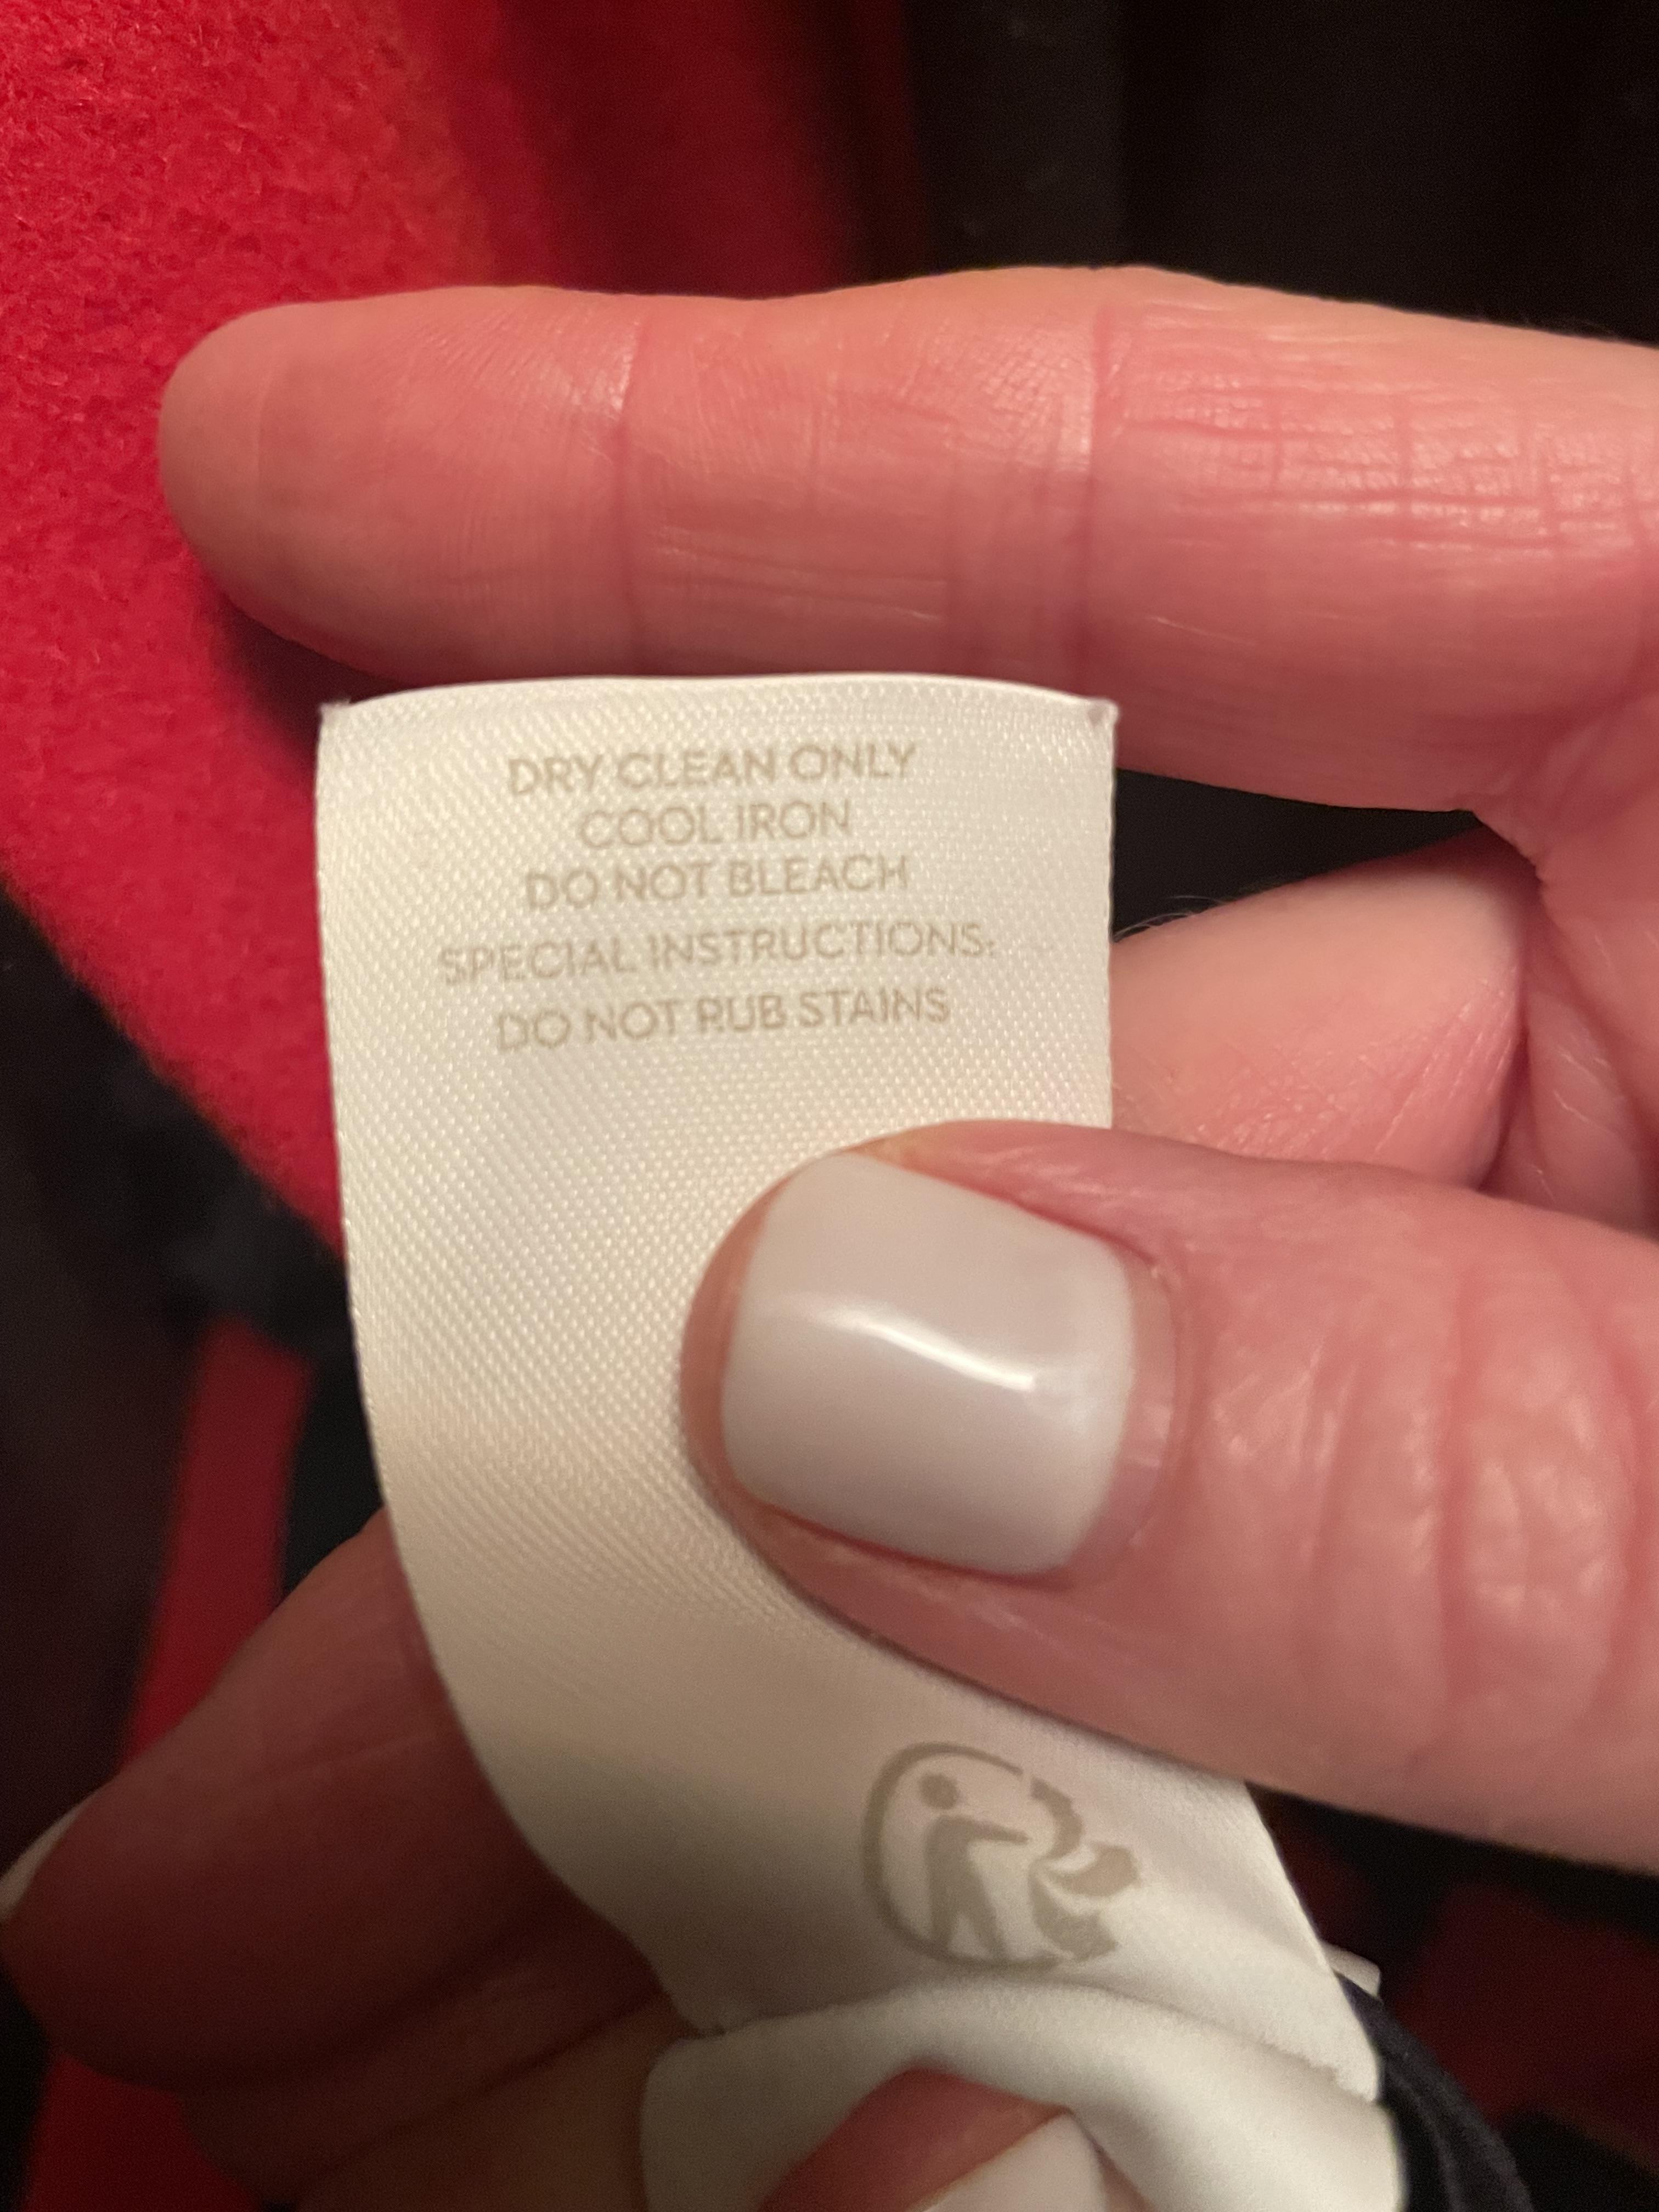 DRY CLEAN ONLY
COOL IRON
DO NOT BLEACH
SPECIAL INSTRUCTIONS:
DO NOT RUB STAINS